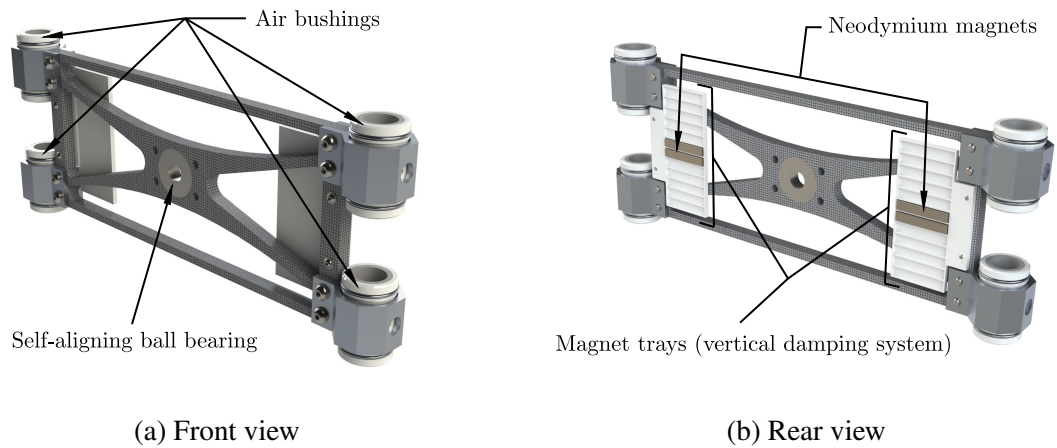 Air bushings
Self-aligning ball bearing
(a) Front view
Neodymium magnets
Magnet trays (vertical damping system)
(b) Rear view